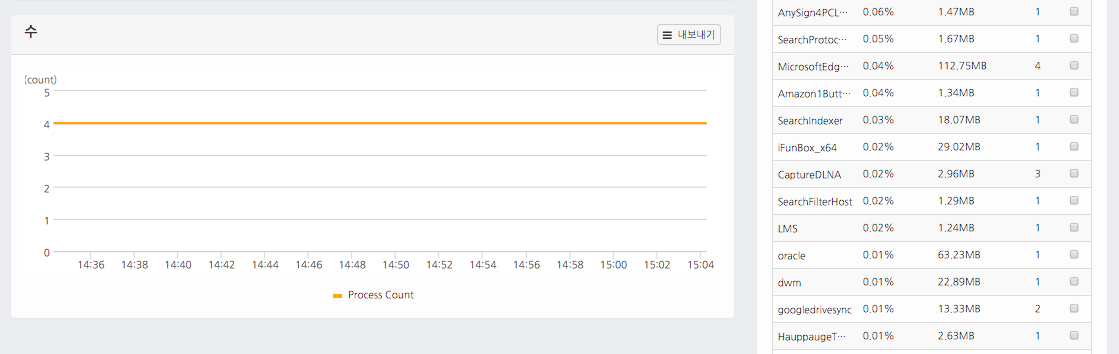 수
내보내기
(count)
5
4
3
2
1
0
14:36 14:38 14:40 14:42 14:44 14:46 14:48 14:50 14:52 14:54 14:56 14:58 15:00 15:02 15:04
Process Count
AnySign4PCL… 0.06% 1.47MB 1
SearchProtoc… 0.05% 1.67MB 1
MicrosoftEdg… 0.04% 112.75MB 4
Amazon1Butt… 0.04% 1.34MB 1
SearchIndexer 0.03% 18.07MB 1
iFunBox_x64 0.02% 29.02MB 1
CaptureDLNA 0.02% 2.96MB 3
SearchFilterHost 0.02% 1.29MB 1
LMS 0.02% 1.24MB 1
oracle 0.01% 63.23MB 1
dwm 0.01% 22.89MB 1
googledrivesync 0.01% 13.33MB 2
HauppaugeT… 0.01% 2.63MB 1